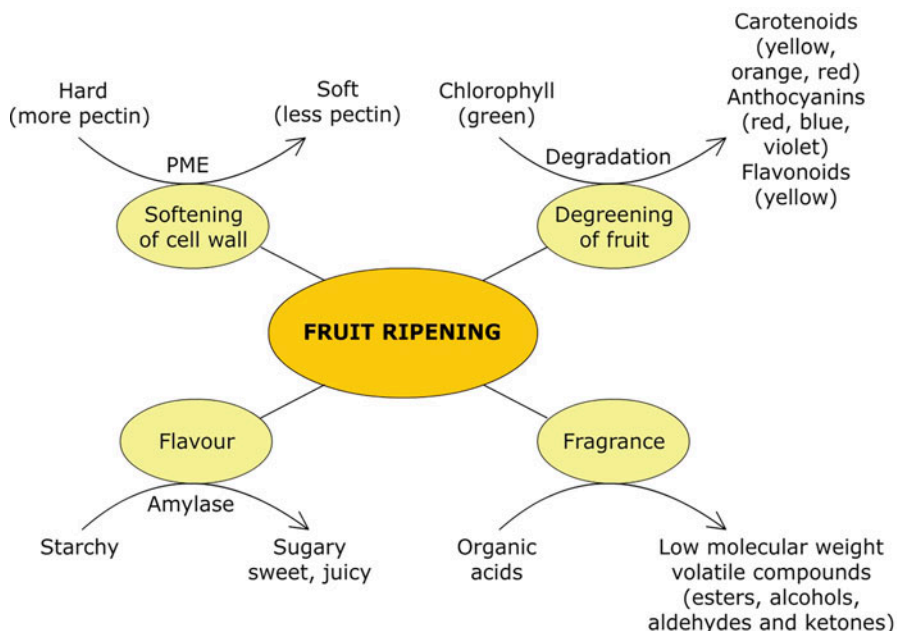 Hard
(more pectin)
Soft
(less pectin)
PME
Softening
of cell wall
Chlorophyll
(green)
Degradation
Carotenoids
(yellow,
orange, red)
Anthocyanins
(red, blue,
violet)
Flavonoids
(yellow)
Degreening
of fruit
FRUIT RIPENING
Flavour
Amylase
Starchy
Sugary
sweet, juicy
Fragrance
Organic
acids
Low molecular weight
volatile compounds
(esters, alcohols,
aldehydes and ketones)